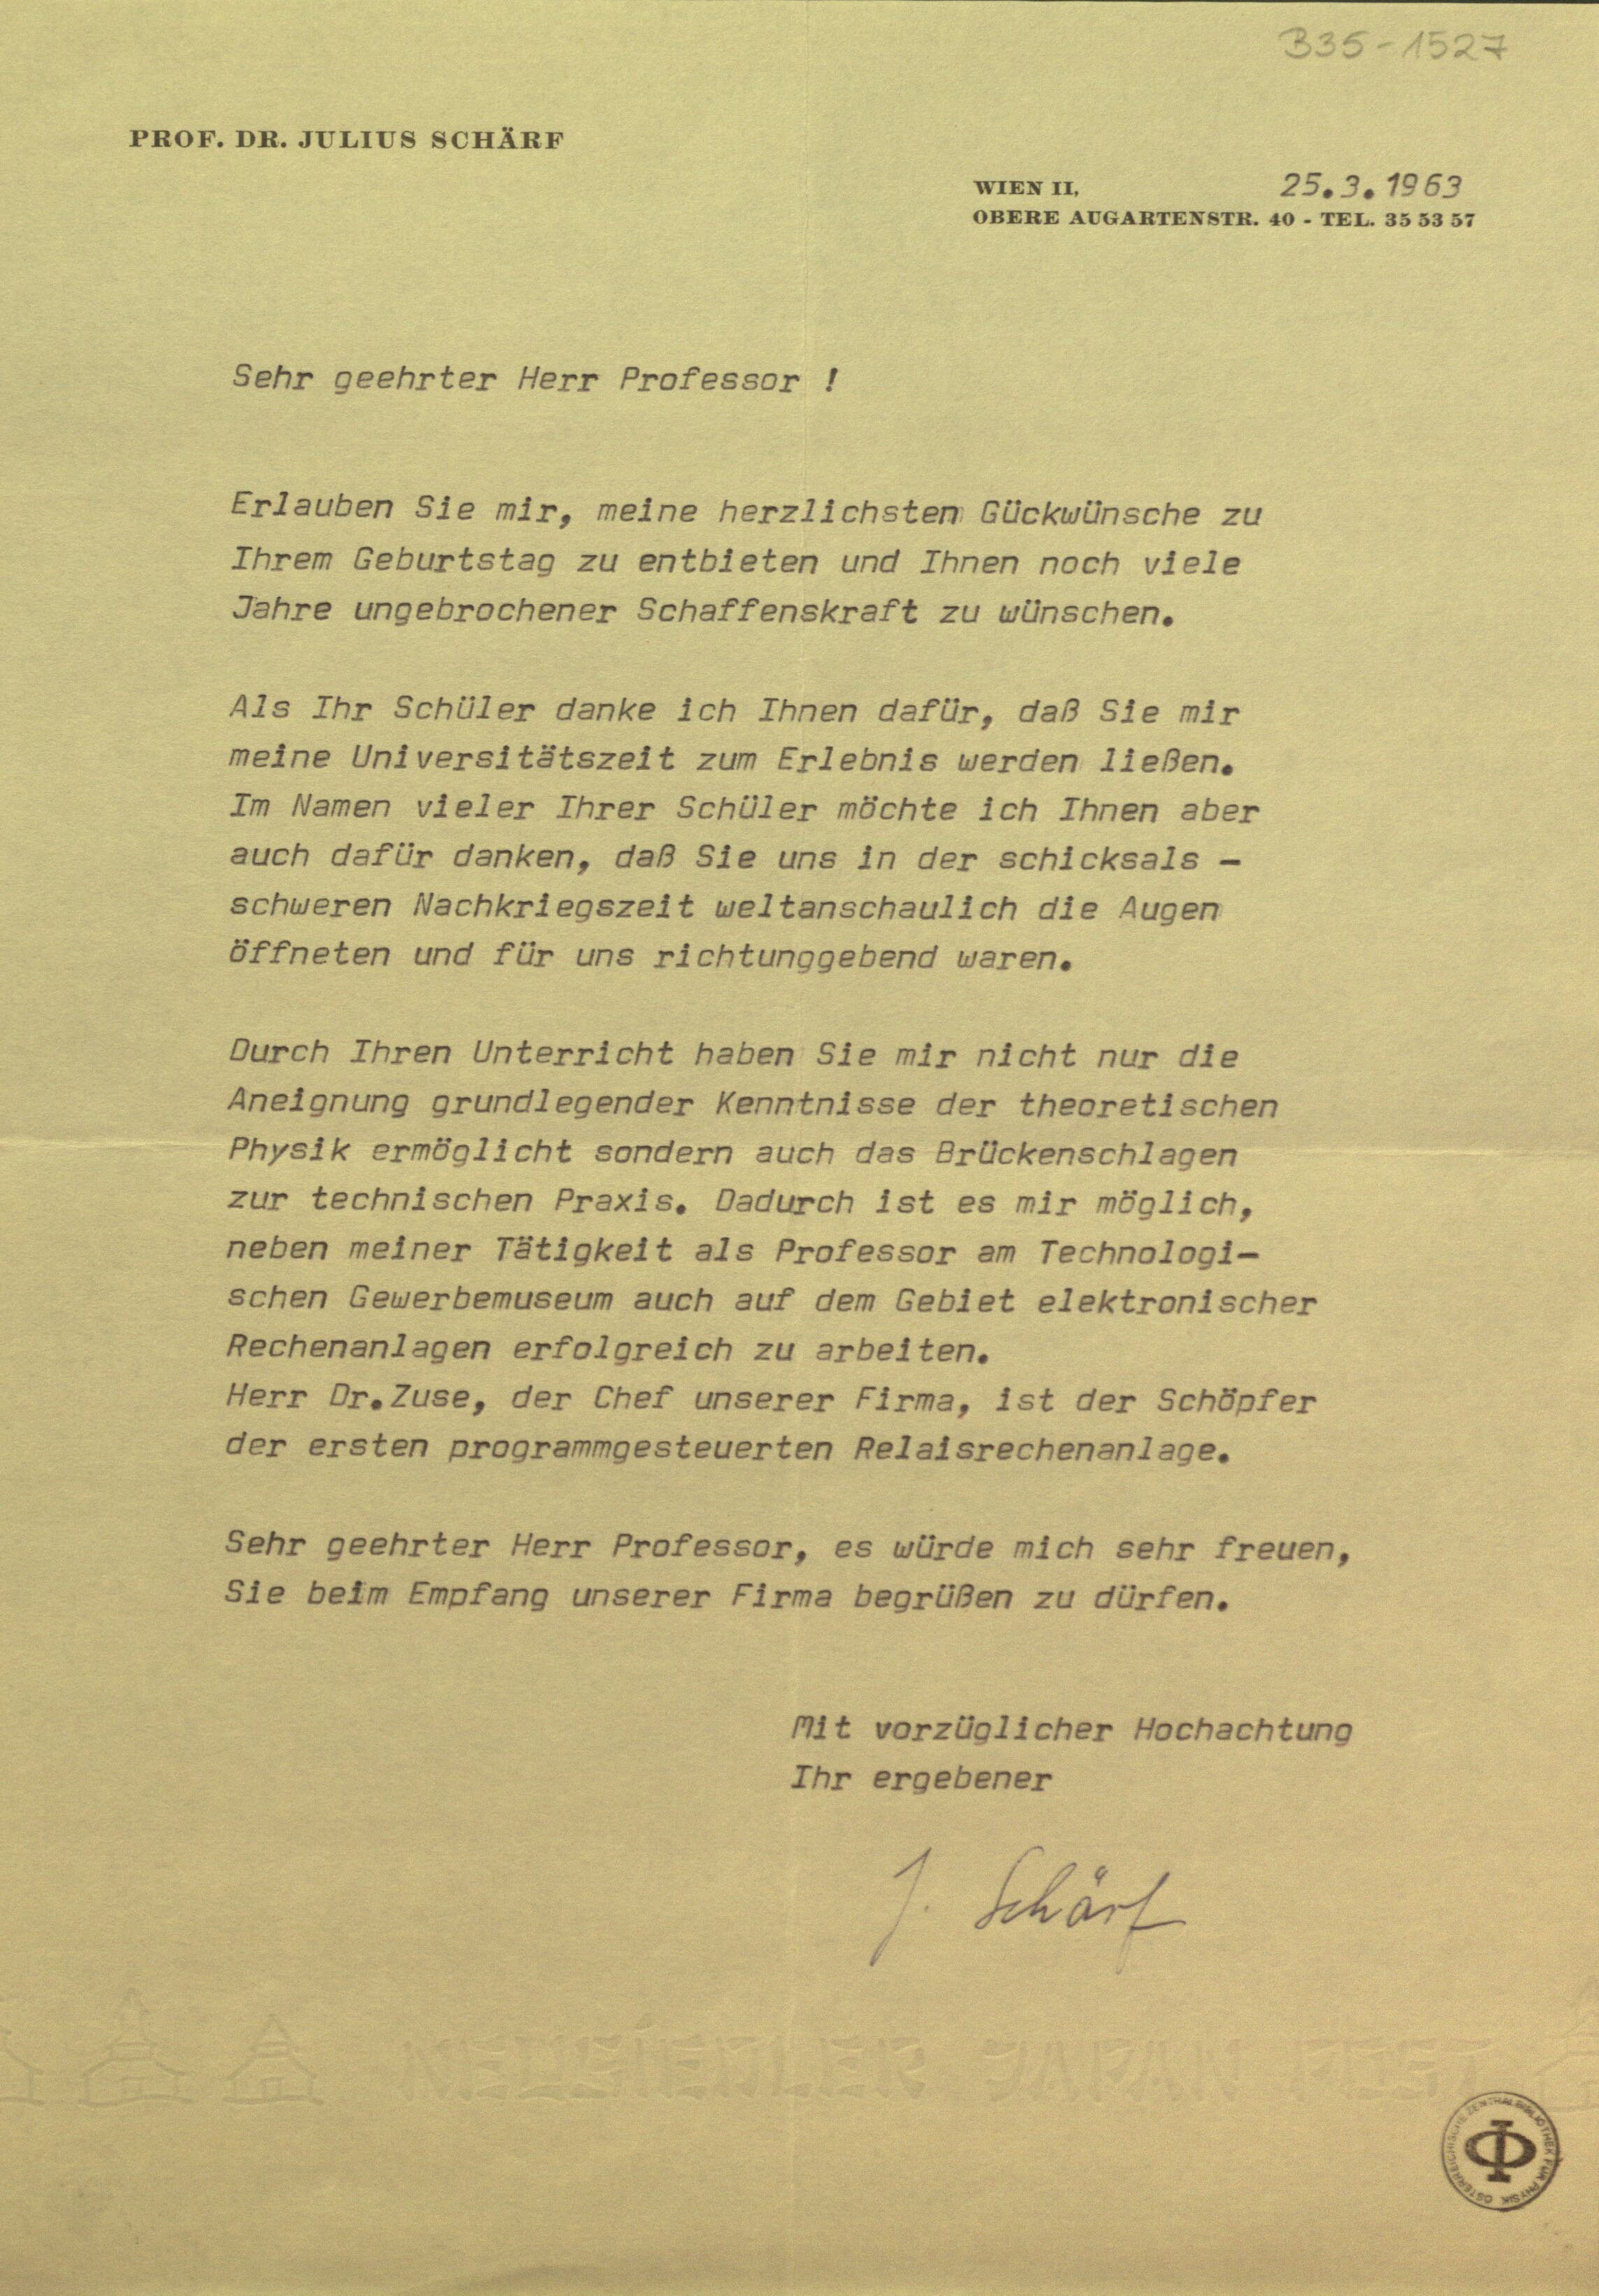 B35-1527
PROF. DR. JULIUS SCHÄRF
WIEN II, 25.3.1963
OBERE AUGARTENSTR. 40 - TEL. 35 53 57
Sehr geehrter Herr Professor !
Erlauben Sie mir, meine herzlichsten Gückwünsche zu
Ihrem Geburtstag zu entbieten und Ihnen noch viele
Jahre ungebrochener Schaffenskraft zu wünschen.
Als Ihr Schüler danke ich Ihnen dafür, daß Sie mir
meine Universitätszeit zum Erlebnis werden ließen.
Im Namen vieler Ihrer Schüler möchte ich Ihnen aber
auch dafür danken, daß Sie uns in der schicksals -
schweren Nachkriegszeit weltanschaulich die Augen
öffneten und für uns richtunggebend waren.
Durch Ihren Unterricht haben Sie mir nicht nur die
Aneignung grundlegender Kenntnisse der theoretischen
Physik ermöglicht sondern auch das Brückenschlagen
zur technischen Praxis. Dadurch ist es mir möglich,
neben meiner Tätigkeit als Professor am Technologi-
schen Gewerbemuseum auch auf dem Gebiet elektronischer
Rechenanlagen erfolgreich zu arbeiten.
Herr Dr.Zuse, der Chef unserer Firma, ist der Schöpfer
der ersten programmgesteuerten Relaisrechenanlage.
Sehr geehrter Herr Professor, es würde mich sehr freuen,
Sie beim Empfang unserer Firma begrüßen zu dürfen.
Mit vorzüglicher Hochachtung
Ihr ergebener
J. Schärf
NEUSIEDLER JAPAN POST
ÖSTERREICHISCHE ZENTRALBIBLIOTHEK FÜR PHYSIK
Φ